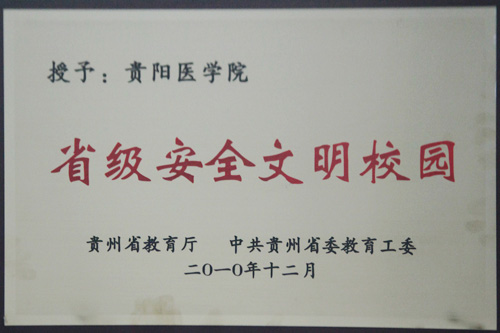 授予：贵阳医学院
省级安全文明校园
贵州省教育厅 中共贵州省委教育工委
二〇一〇年十二月